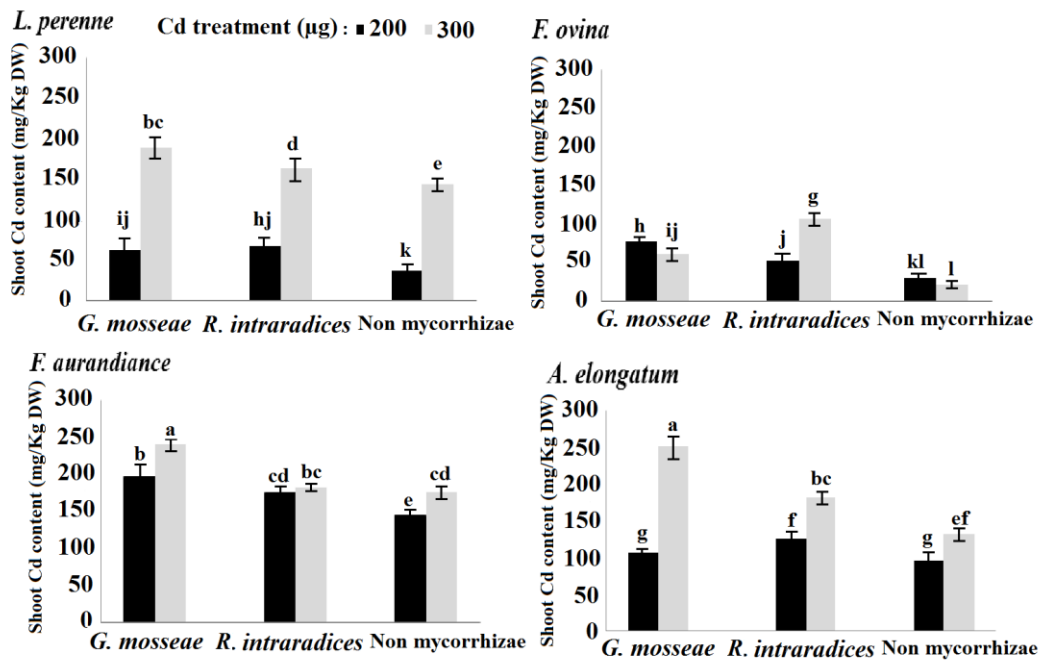 L. perenne
Cd treatment (µg) : 200 300
Shoot Cd content (mg/Kg DW)
300
250
200
150
100
50
0
ij
bc
hj
d
k
e
G. mosseae R. intraradices Non mycorrhizae
F. ovina
Shoot Cd content (mg/Kg DW)
300
250
200
150
100
50
0
h
ij
j
g
kl
l
G. mosseae R. intraradices Non mycorrhizae
F. aurandiance
Shoot Cd content (mg/Kg DW)
300
250
200
150
100
50
0
b
a
cd
bc
e
cd
G. mosseae R. intraradices Non mycorrhizae
A. elongatum
Shoot Cd content (mg/Kg DW)
300
250
200
150
100
50
0
g
a
f
bc
g
ef
G. mosseae R. intraradices Non mycorrhizae